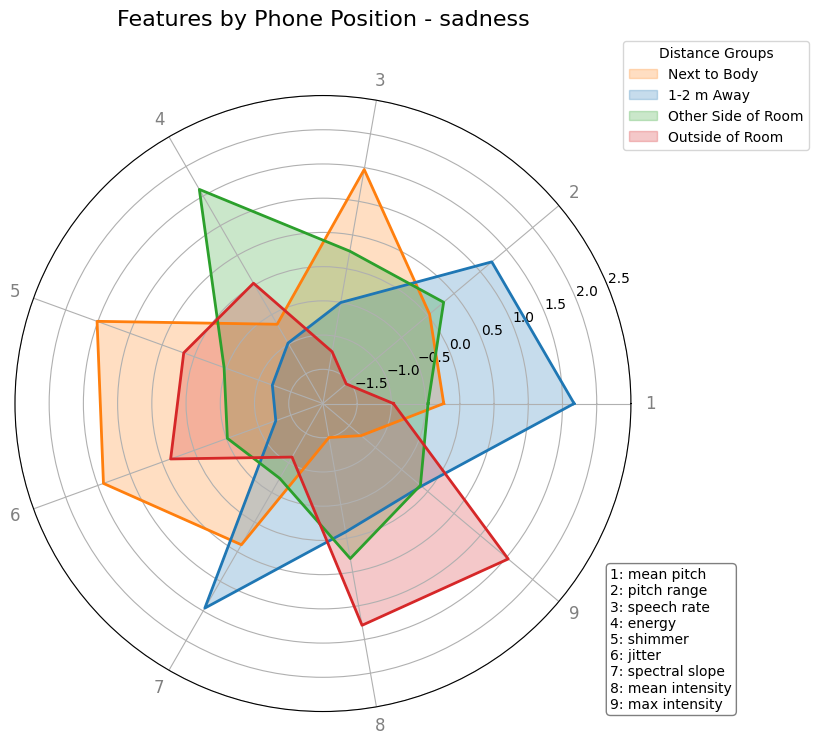 Features by Phone Position - sadness
Distance Groups
Next to Body
1-2 m Away
Other Side of Room
Outside of Room
3
4
2
5
2.5
2.0
1.5
1.0
0.5
0.0
−0.5
−1.0
−1.5
1
6
9
7
8
1: mean pitch
2: pitch range
3: speech rate
4: energy
5: shimmer
6: jitter
7: spectral slope
8: mean intensity
9: max intensity